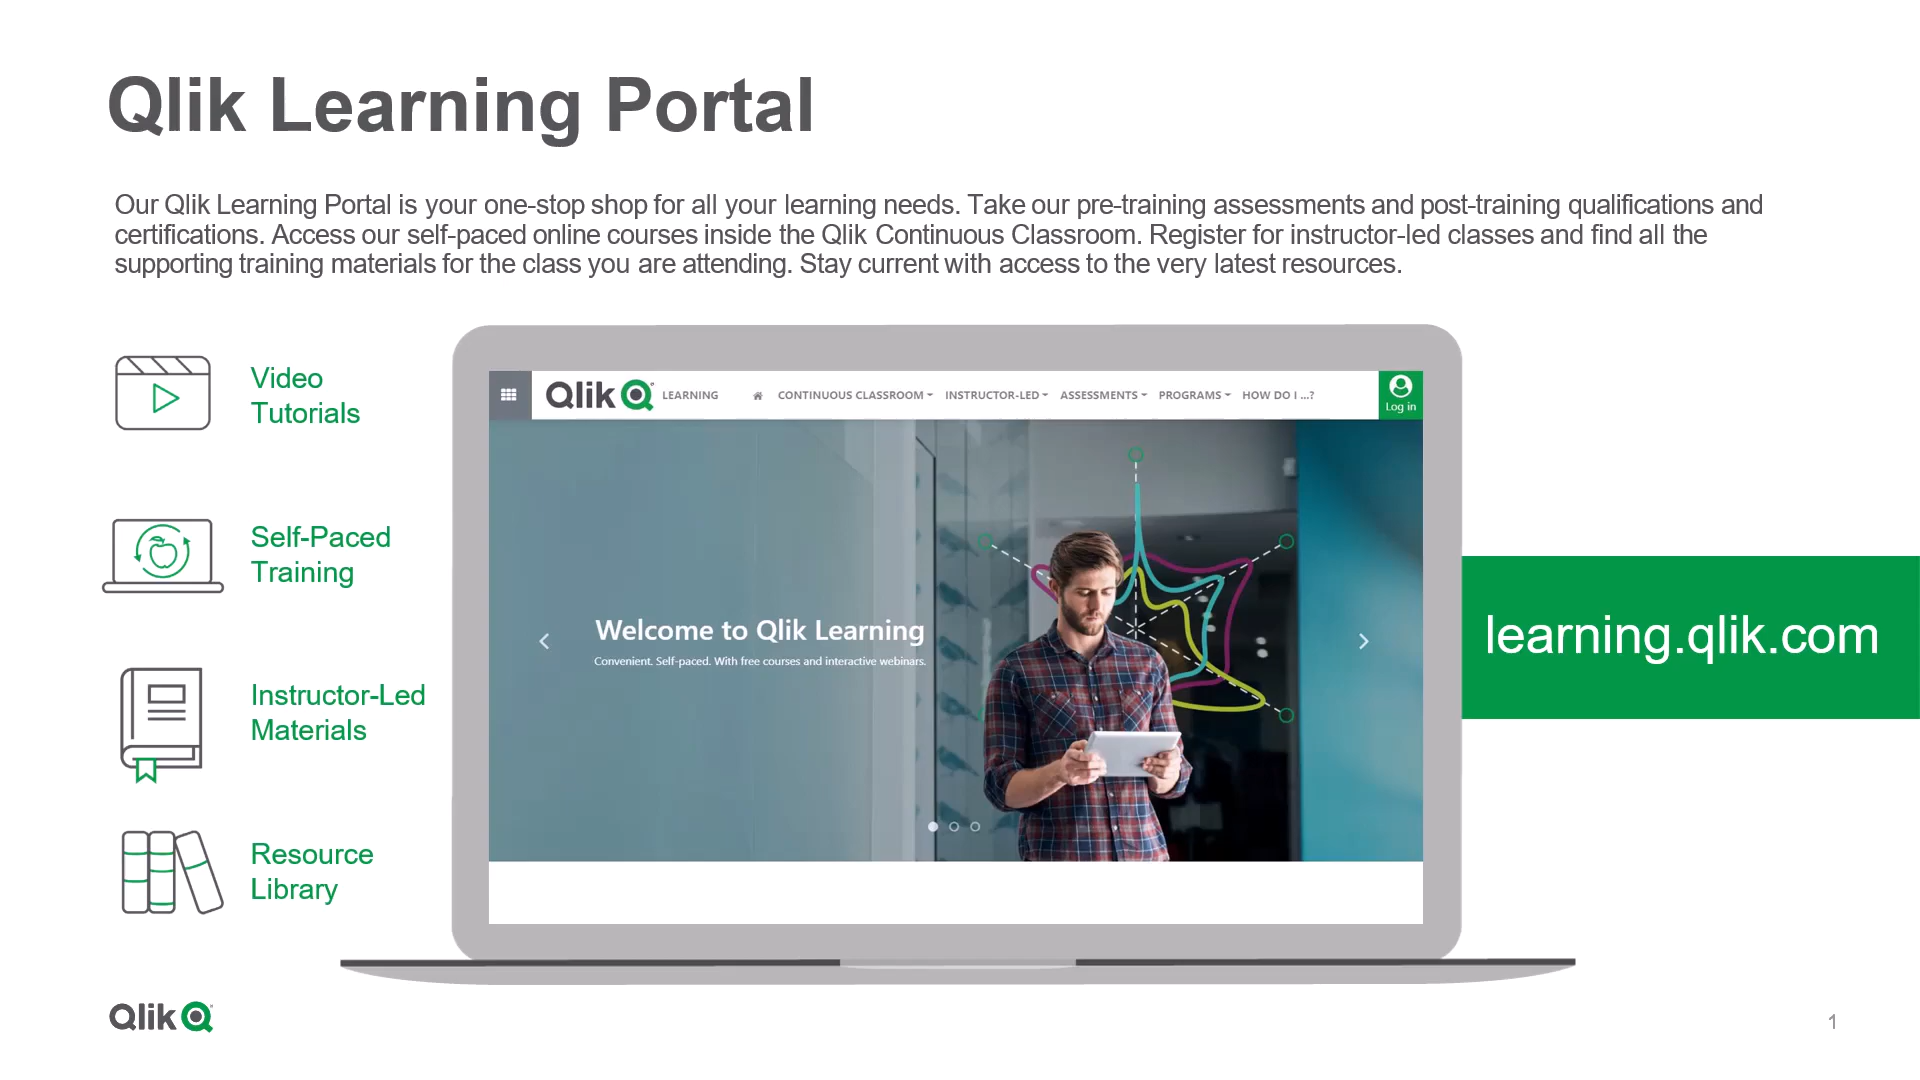 Qlik Learning Portal
Our Qlik Learning Portal is your one-stop shop for all your learning needs. Take our pre-training assessments and post-training qualifications and
certifications. Access our self-paced online courses inside the Qlik Continuous Classroom. Register for instructor-led classes and find all the
supporting training materials for the class you are attending. Stay current with access to the very latest resources.
Video
Tutorials
Self-Paced
Training
Instructor-Led
Materials
Resource
Library
Qlik LEARNING CONTINUOUS CLASSROOM INSTRUCTOR-LED ASSESSMENTS PROGRAMS HOW DO I ...?
Log in
Welcome to Qlik Learning
Convenient. Self-paced. With free courses and interactive webinars.
learning.qlik.com
Qlik
1